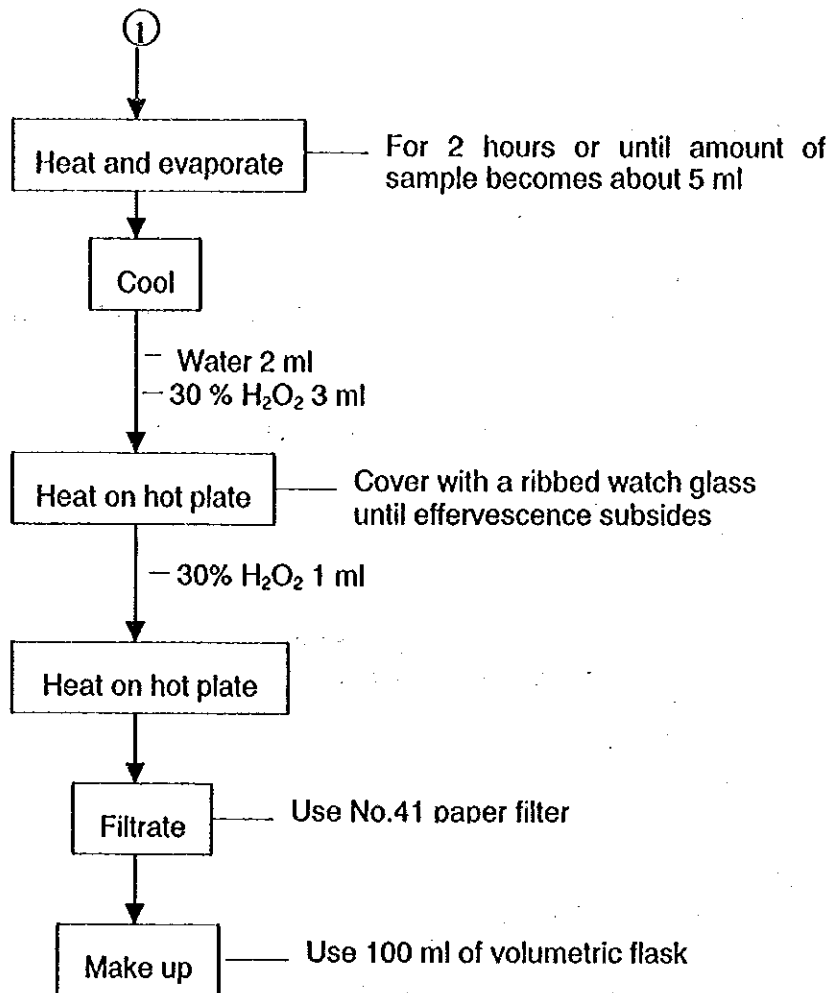 1
Heat and evaporate
For 2 hours or until amount of
sample becomes about 5 ml
Cool
Water 2 ml
30 % H₂O₂ 3 ml
Heat on hot plate
Cover with a ribbed watch glass
until effervescence subsides
30% H₂O₂ 1 ml
Heat on hot plate
Filtrate
Use No.41 paper filter
Make up
Use 100 ml of volumetric flask